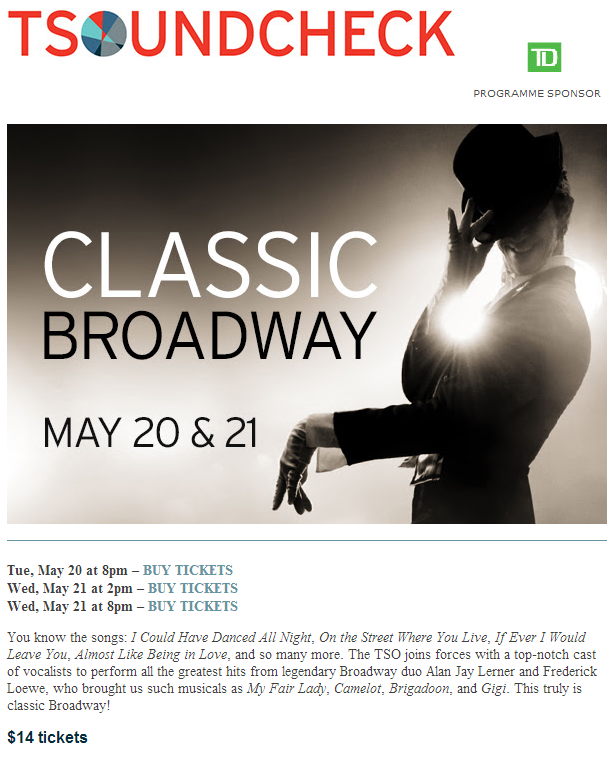 TSOUNDCHECK
TD
PROGRAMME SPONSOR
CLASSIC
BROADWAY
MAY 20 & 21
Tue, May 20 at 8pm – BUY TICKETS
Wed, May 21 at 2pm – BUY TICKETS
Wed, May 21 at 8pm – BUY TICKETS
You know the songs: I Could Have Danced All Night, On the Street Where You Live, If Ever I Would
Leave You, Almost Like Being in Love, and so many more. The TSO joins forces with a top-notch cast
of vocalists to perform all the greatest hits from legendary Broadway duo Alan Jay Lerner and Frederick
Loewe, who brought us such musicals as My Fair Lady, Camelot, Brigadoon, and Gigi. This truly is
classic Broadway!
$14 tickets